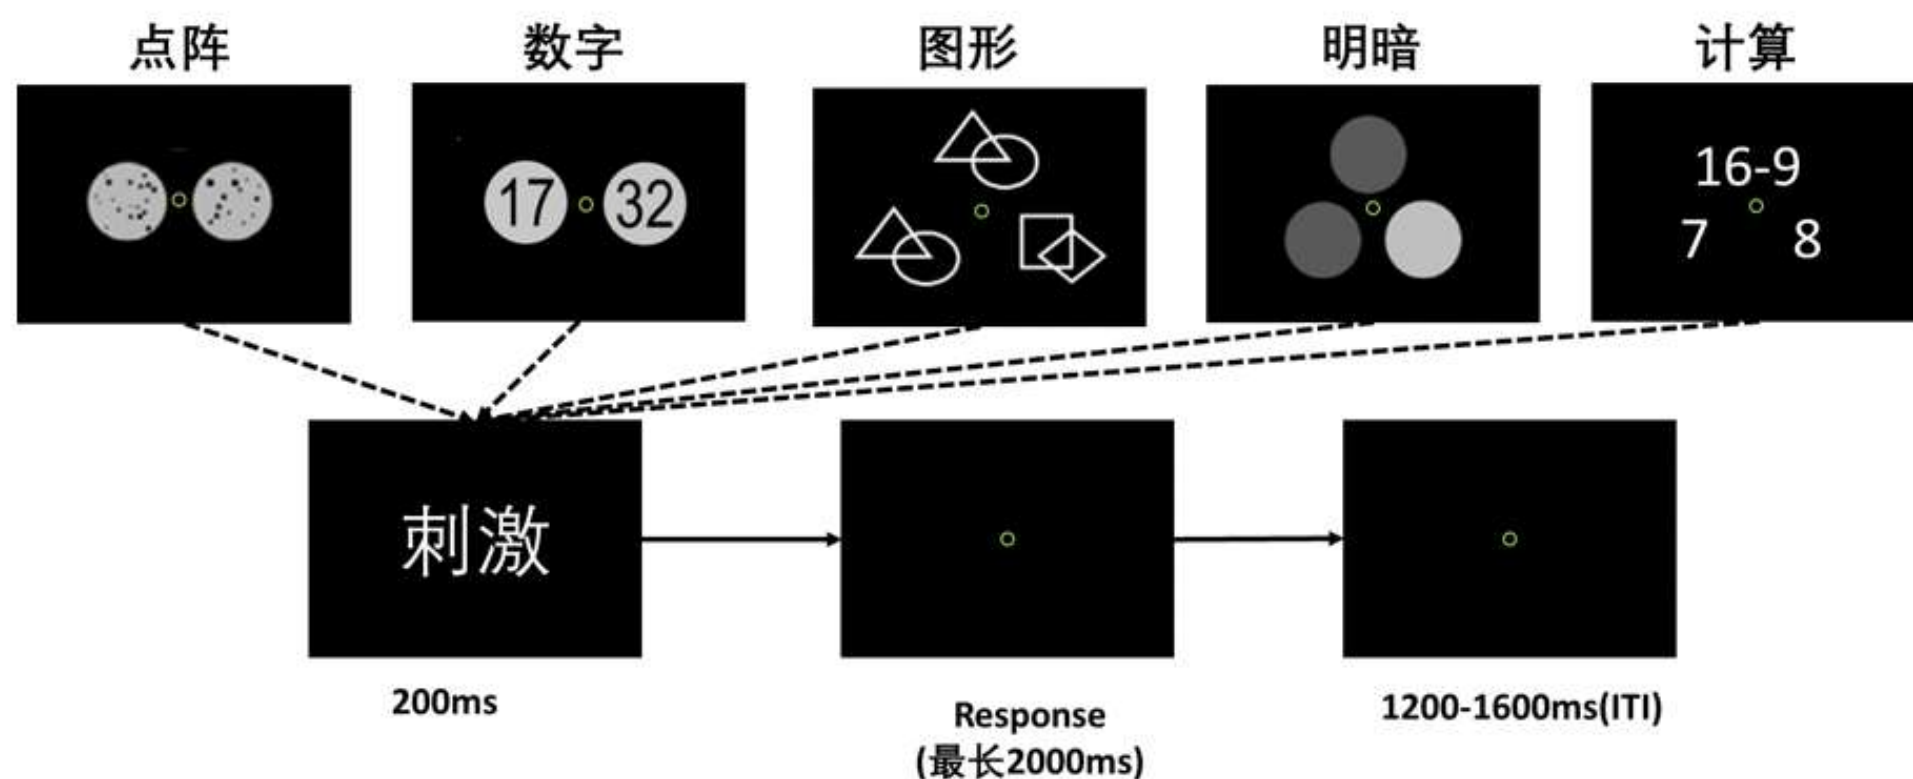 点阵
数字
图形
明暗
计算
17 32
16-9
7 8
刺激
200ms
Response
(最长2000ms)
1200-1600ms(ITI)